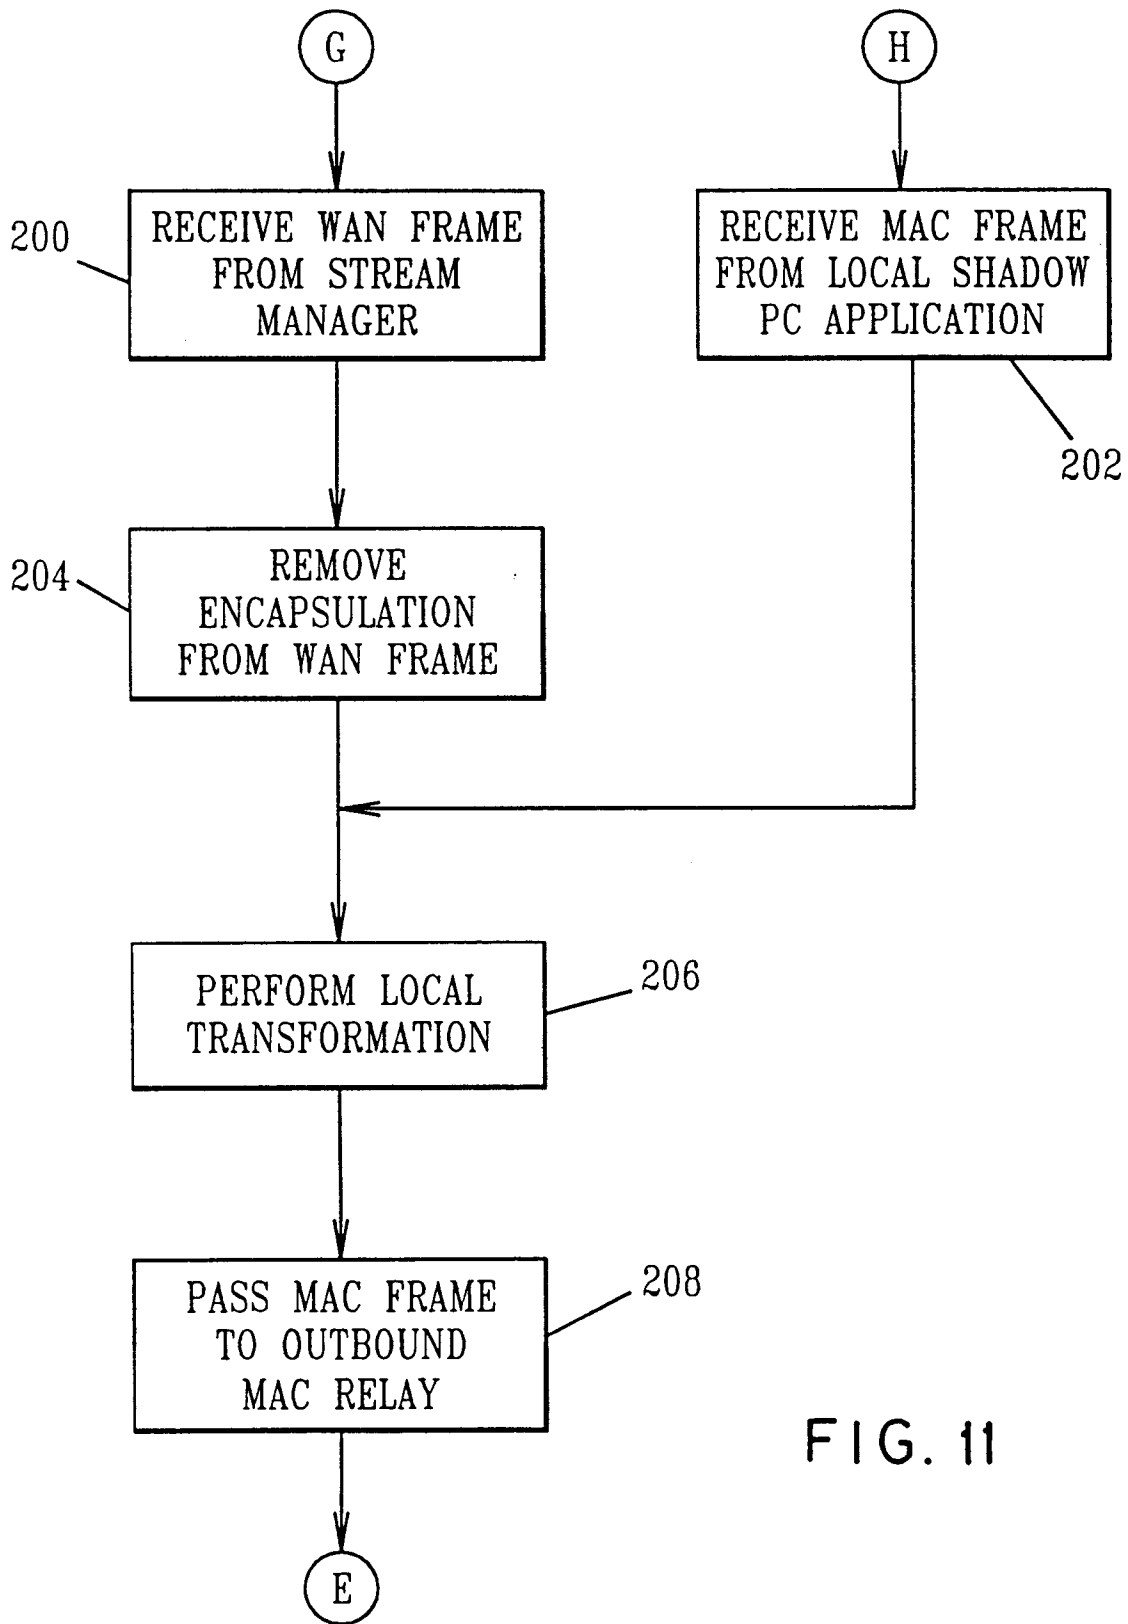 G
H
200
RECEIVE WAN FRAME
FROM STREAM
MANAGER
RECEIVE MAC FRAME
FROM LOCAL SHADOW
PC APPLICATION
202
204
REMOVE
ENCAPSULATION
FROM WAN FRAME
PERFORM LOCAL
TRANSFORMATION
206
PASS MAC FRAME
TO OUTBOUND
MAC RELAY
208
FIG. 11
E